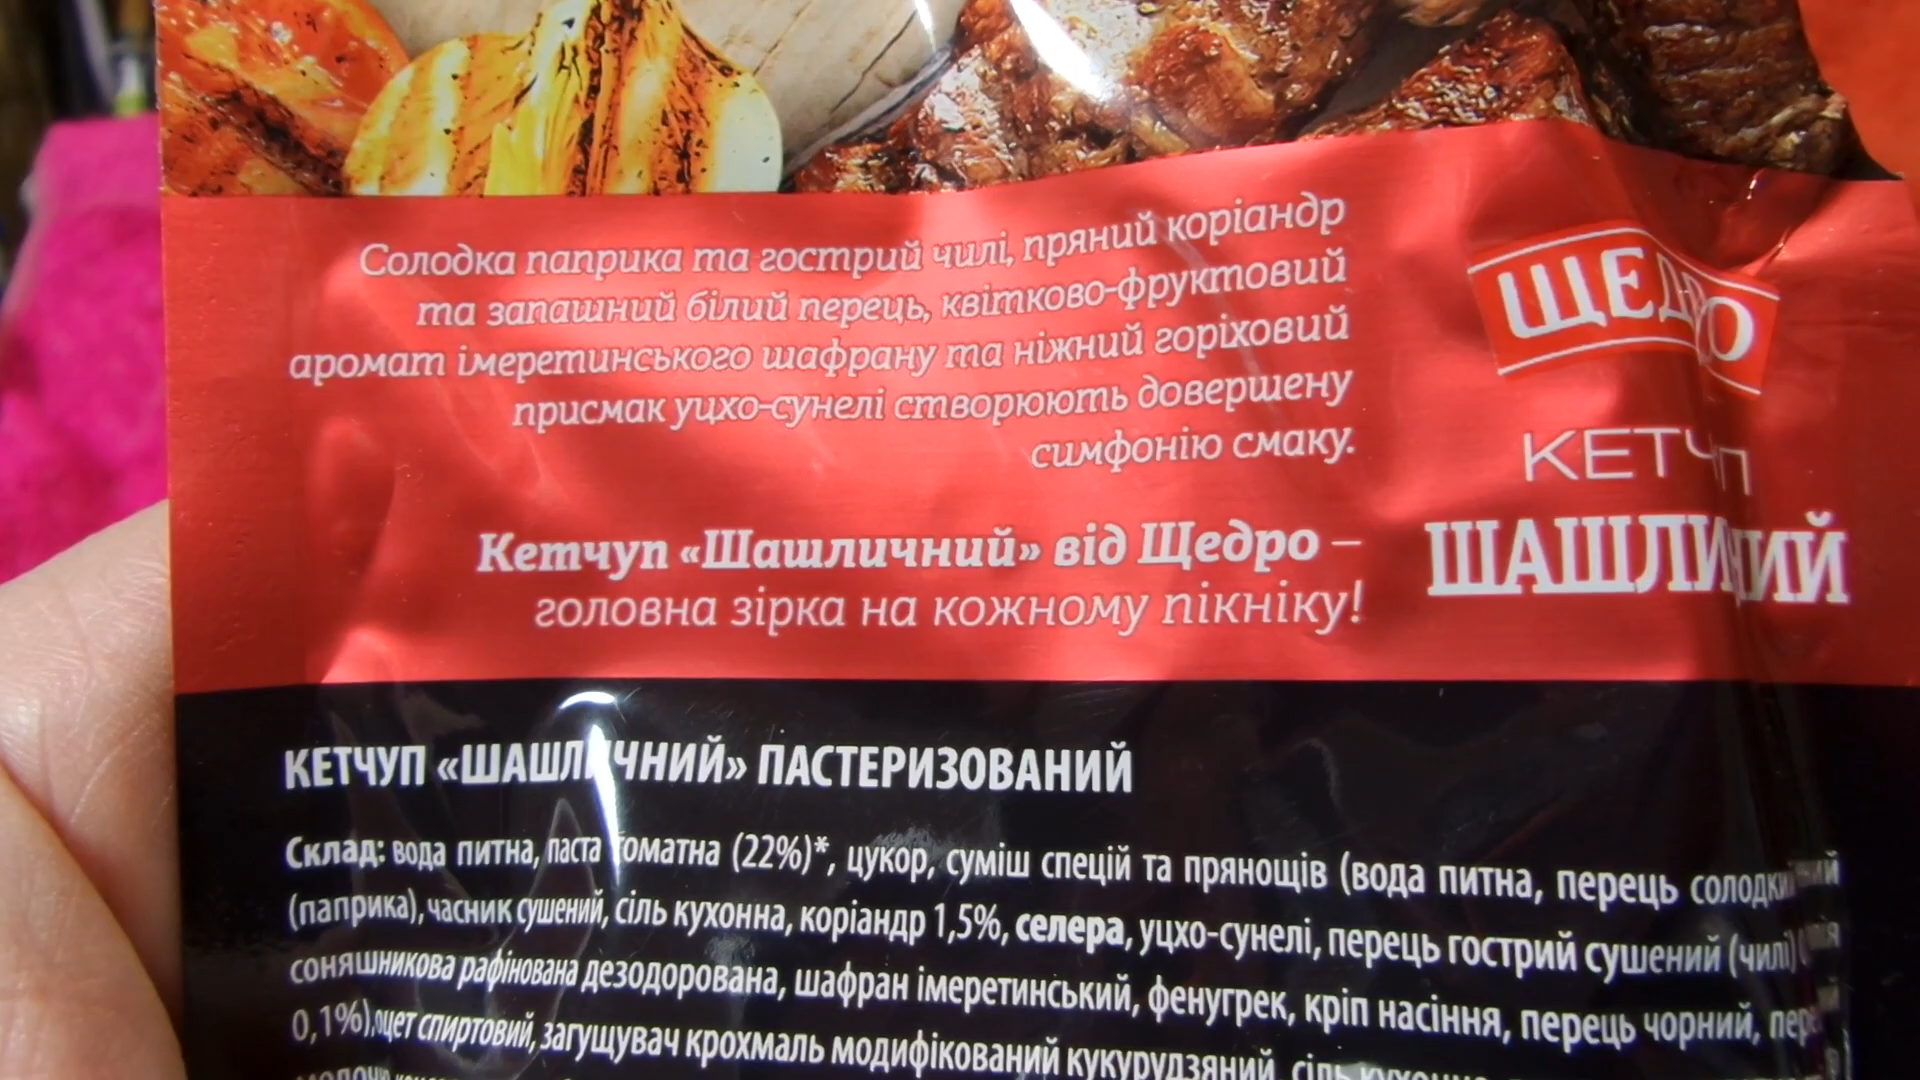 Солодка паприка та гострий чилі, пряний коріандр
та запашний білий перець, квітково-фруктовий
аромат імеретинського шафрану та ніжний горіховий
присмак уцхо-сунелі створюють довершену
симфонію смаку.
Кетчуп «Шашличний» від Щедро –
головна зірка на кожному пікніку!
ЩЕДРО
КЕТЧУП
ШАШЛИЧНИЙ
КЕТЧУП «ШАШЛИЧНИЙ» ПАСТЕРИЗОВАНИЙ
Склад: вода питна, паста томатна (22%)*, цукор, суміш спецій та прянощів (вода питна, перець
(паприка), часник сушений, сіль кухонна, коріандр 1,5%, селера, уцхо-сунелі, перець гострий сушений (чилі)
соняшникова рафінована дезодорована, шафран імеретинський, фенугрек, кріп насіння, перець чорний,
0,1%), оцет спиртовий, загущувач крохмаль модифікований кукурудзяний, сіль